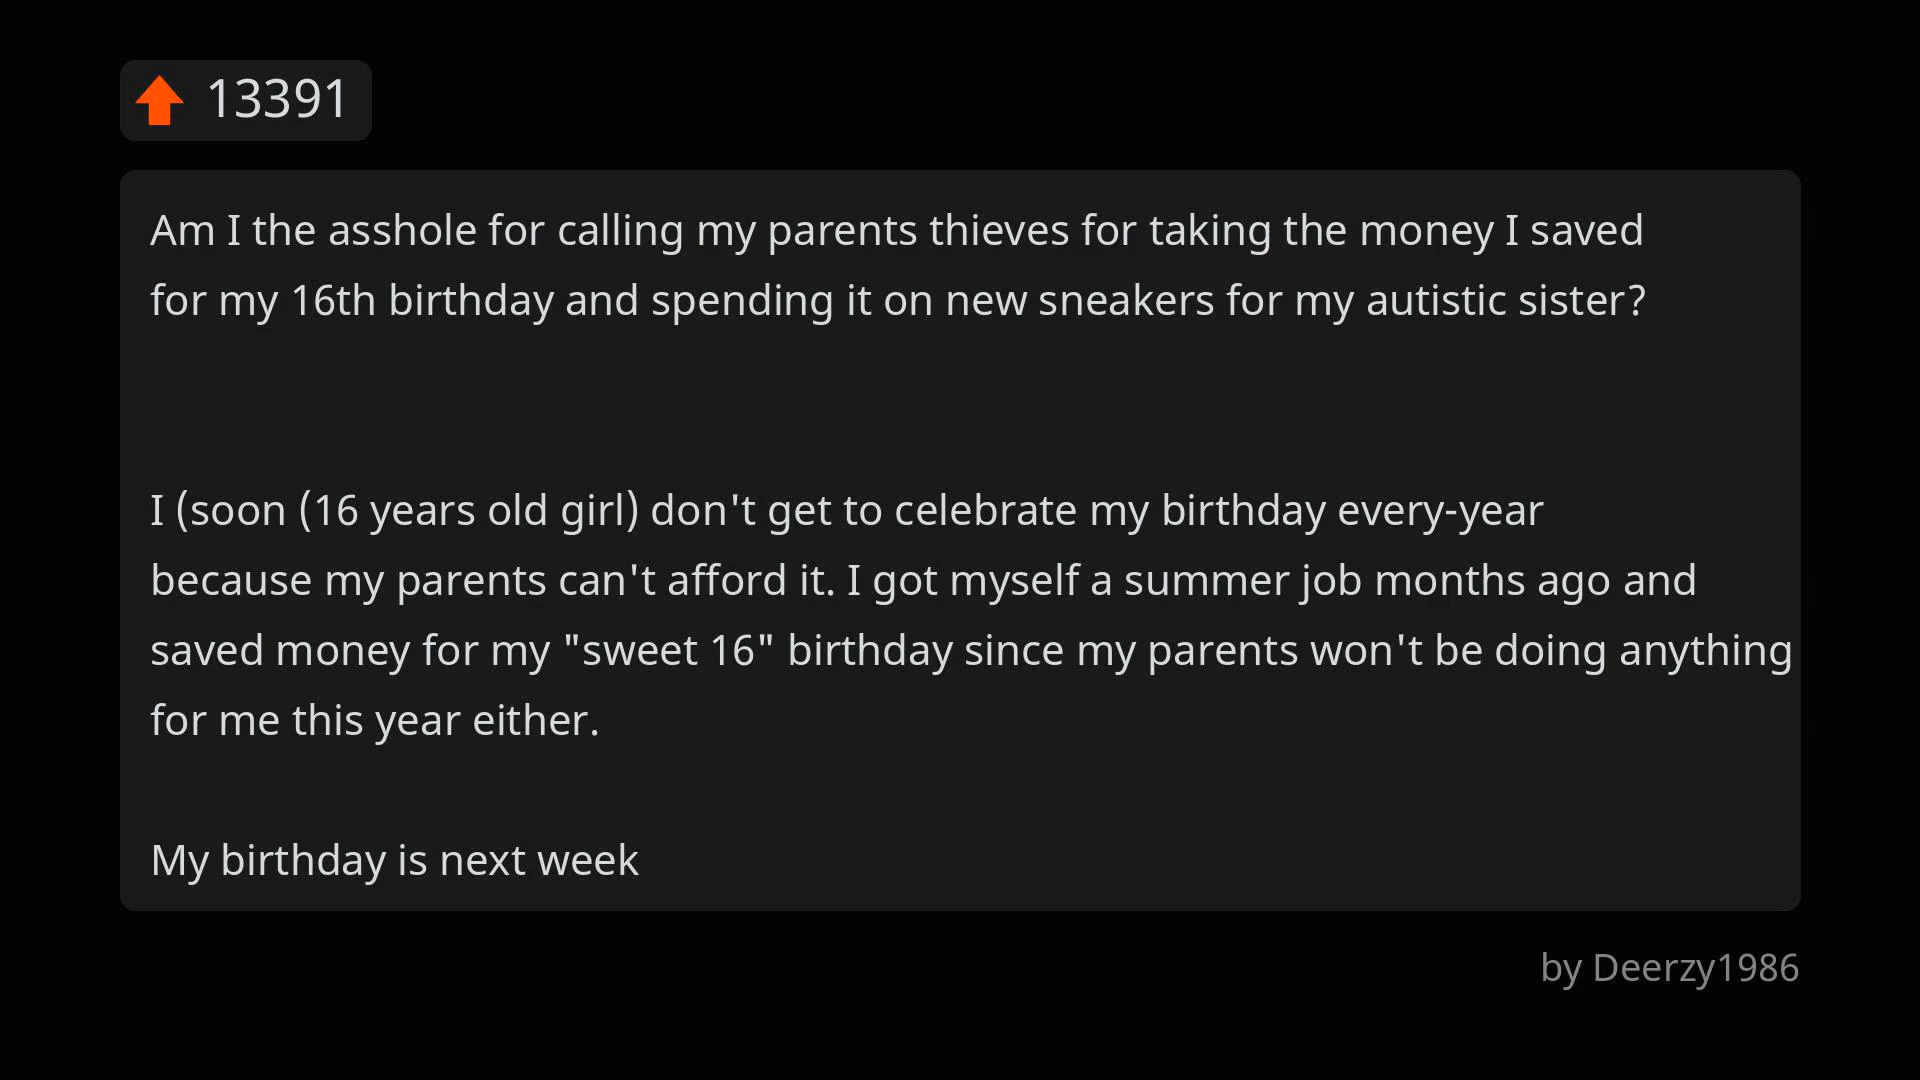 13391
Am I the asshole for calling my parents thieves for taking the money I saved
for my 16th birthday and spending it on new sneakers for my autistic sister?
I (soon (16 years old girl) don't get to celebrate my birthday every-year
because my parents can't afford it. I got myself a summer job months ago and
saved money for my "sweet 16" birthday since my parents won't be doing anything
for me this year either.
My birthday is next week
by Deerzy1986